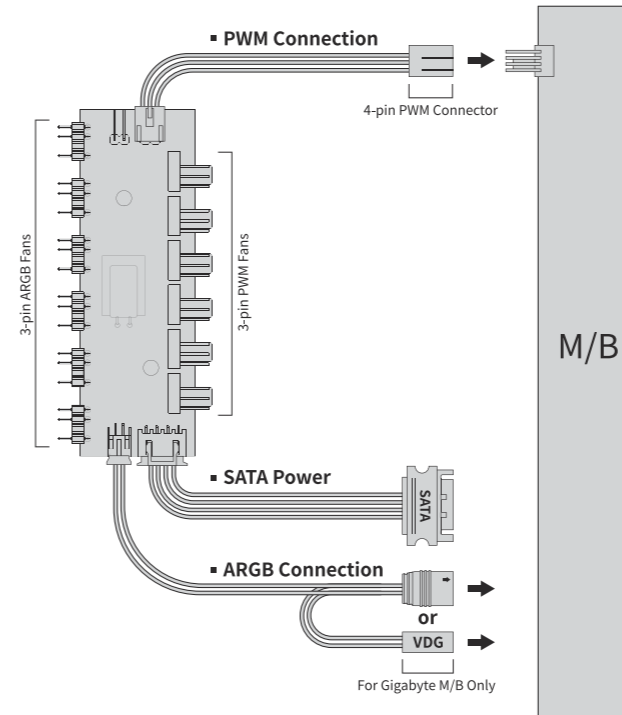 ▪ PWM Connection
4-pin PWM Connector
3-pin ARGB Fans
3-pin PWM Fans
M/B
▪ SATA Power
SATA
▪ ARGB Connection
or
VDG
For Gigabyte M/B Only